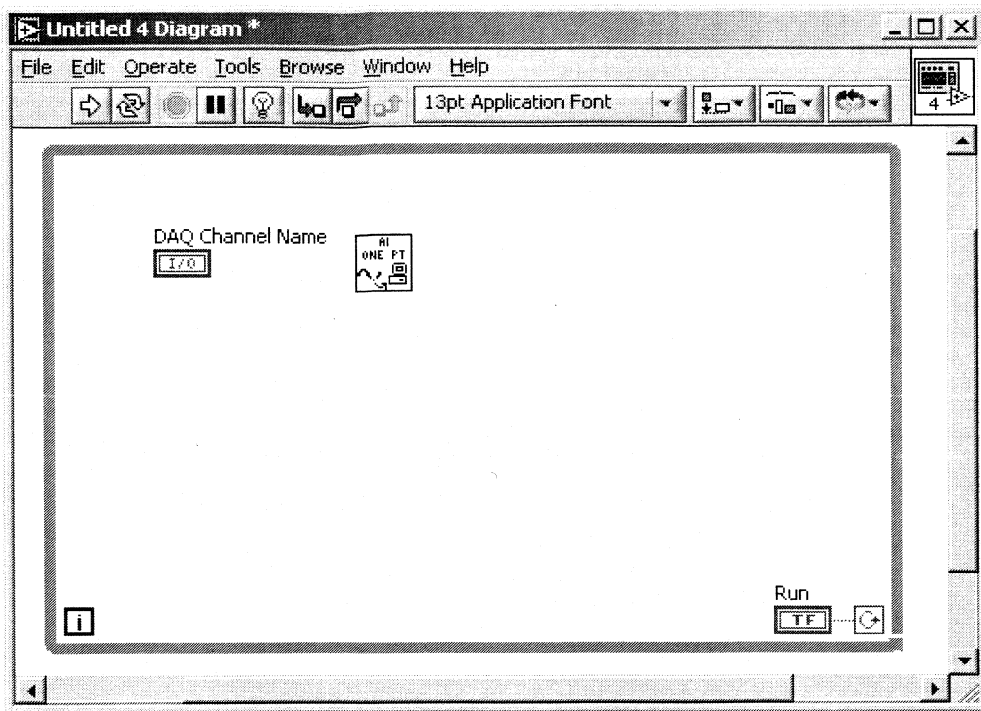 Untitled 4 Diagram *
File Edit Operate Tools Browse Window Help
13pt Application Font
4
DAQ Channel Name
I/O
AI
ONE PT
Run
TF
i